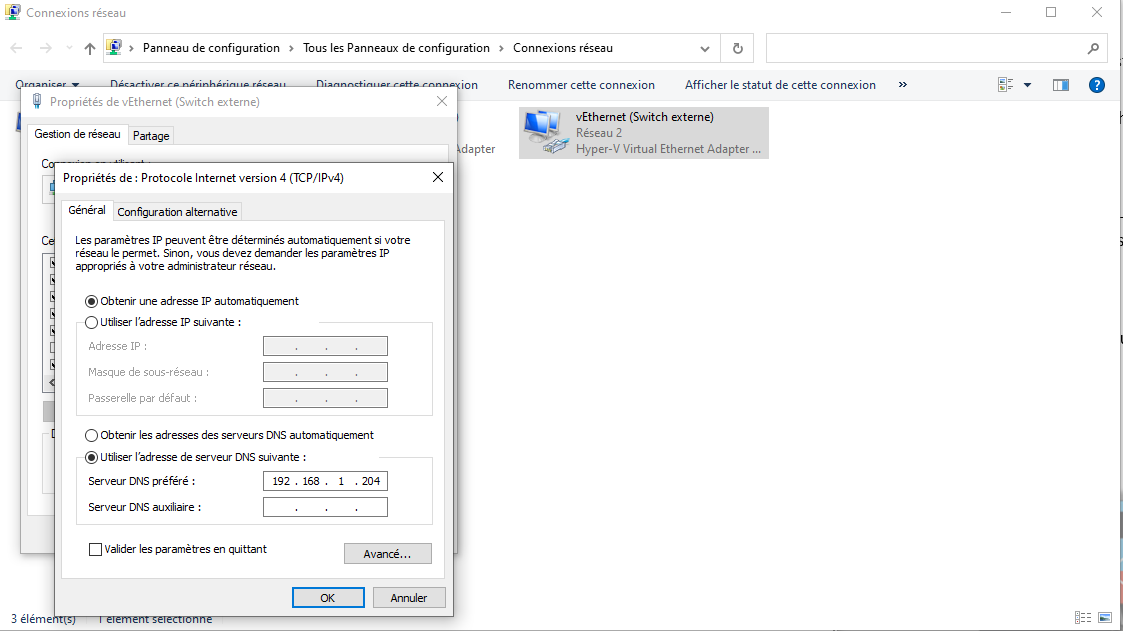 Connexions réseau
Panneau de configuration › Tous les Panneaux de configuration › Connexions réseau
Organiser Désactiver ce périphérique réseau Diagnostiquer cette connexion Renommer cette connexion Afficher le statut de cette connexion »
Propriétés de vEthernet (Switch externe)
vEthernet (Switch externe)
Réseau 2
Adapter
Hyper-V Virtual Ethernet Adapter ...
Gestion de réseau Partage
Propriétés de : Protocole Internet version 4 (TCP/IPv4)
Général Configuration alternative
Les paramètres IP peuvent être déterminés automatiquement si votre
réseau le permet. Sinon, vous devez demander les paramètres IP
appropriés à votre administrateur réseau.
Obtenir une adresse IP automatiquement
Utiliser l'adresse IP suivante :
Adresse IP : . . .
Masque de sous-réseau : . . .
Passerelle par défaut : . . .
Obtenir les adresses des serveurs DNS automatiquement
Utiliser l'adresse de serveur DNS suivante :
Serveur DNS préféré : 192 . 168 . 1 . 204
Serveur DNS auxiliaire : . . .
Valider les paramètres en quittant
Avancé...
OK Annuler
3 élément(s) 1 élément sélectionné